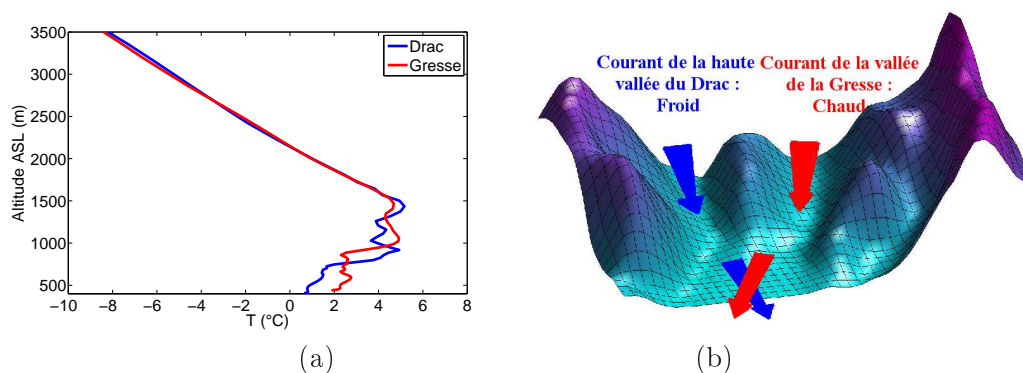 3500
3000
2500
2000
1500
1000
500
Altitude ASL (m)
−10 −8 −6 −4 −2 0 2 4 6 8
T (°C)
Drac
Gresse
(a)
Courant de la haute
vallée du Drac :
Froid
Courant de la vallée
de la Gresse :
Chaud
(b)